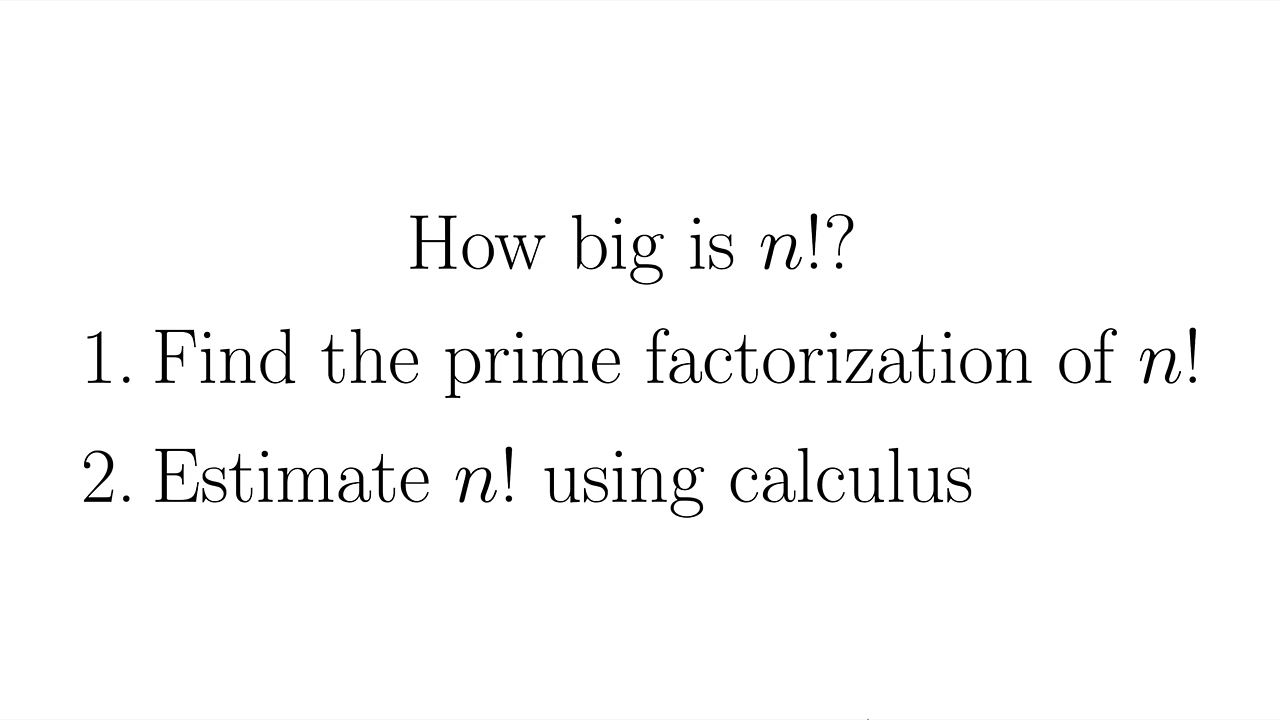 How big is n!?
1. Find the prime factorization of n!
2. Estimate n! using calculus